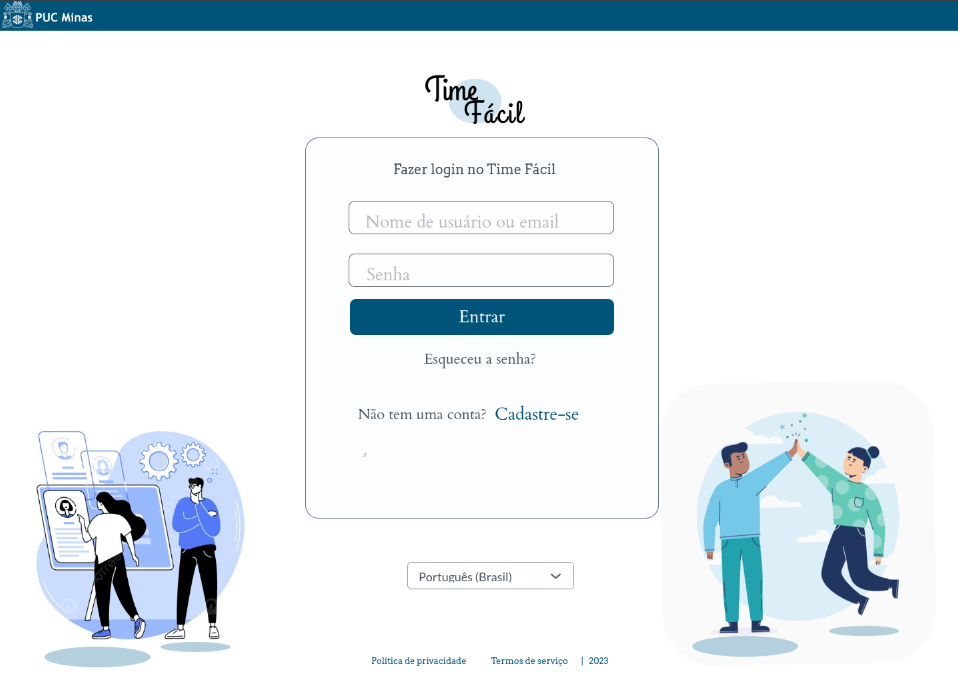 PUC Minas
Time
Fácil
Fazer login no Time Fácil
Nome de usuário ou email
Senha
Entrar
Esqueceu a senha?
Não tem uma conta? Cadastre-se
Português (Brasil)
Política de privacidade Termos de serviço | 2023